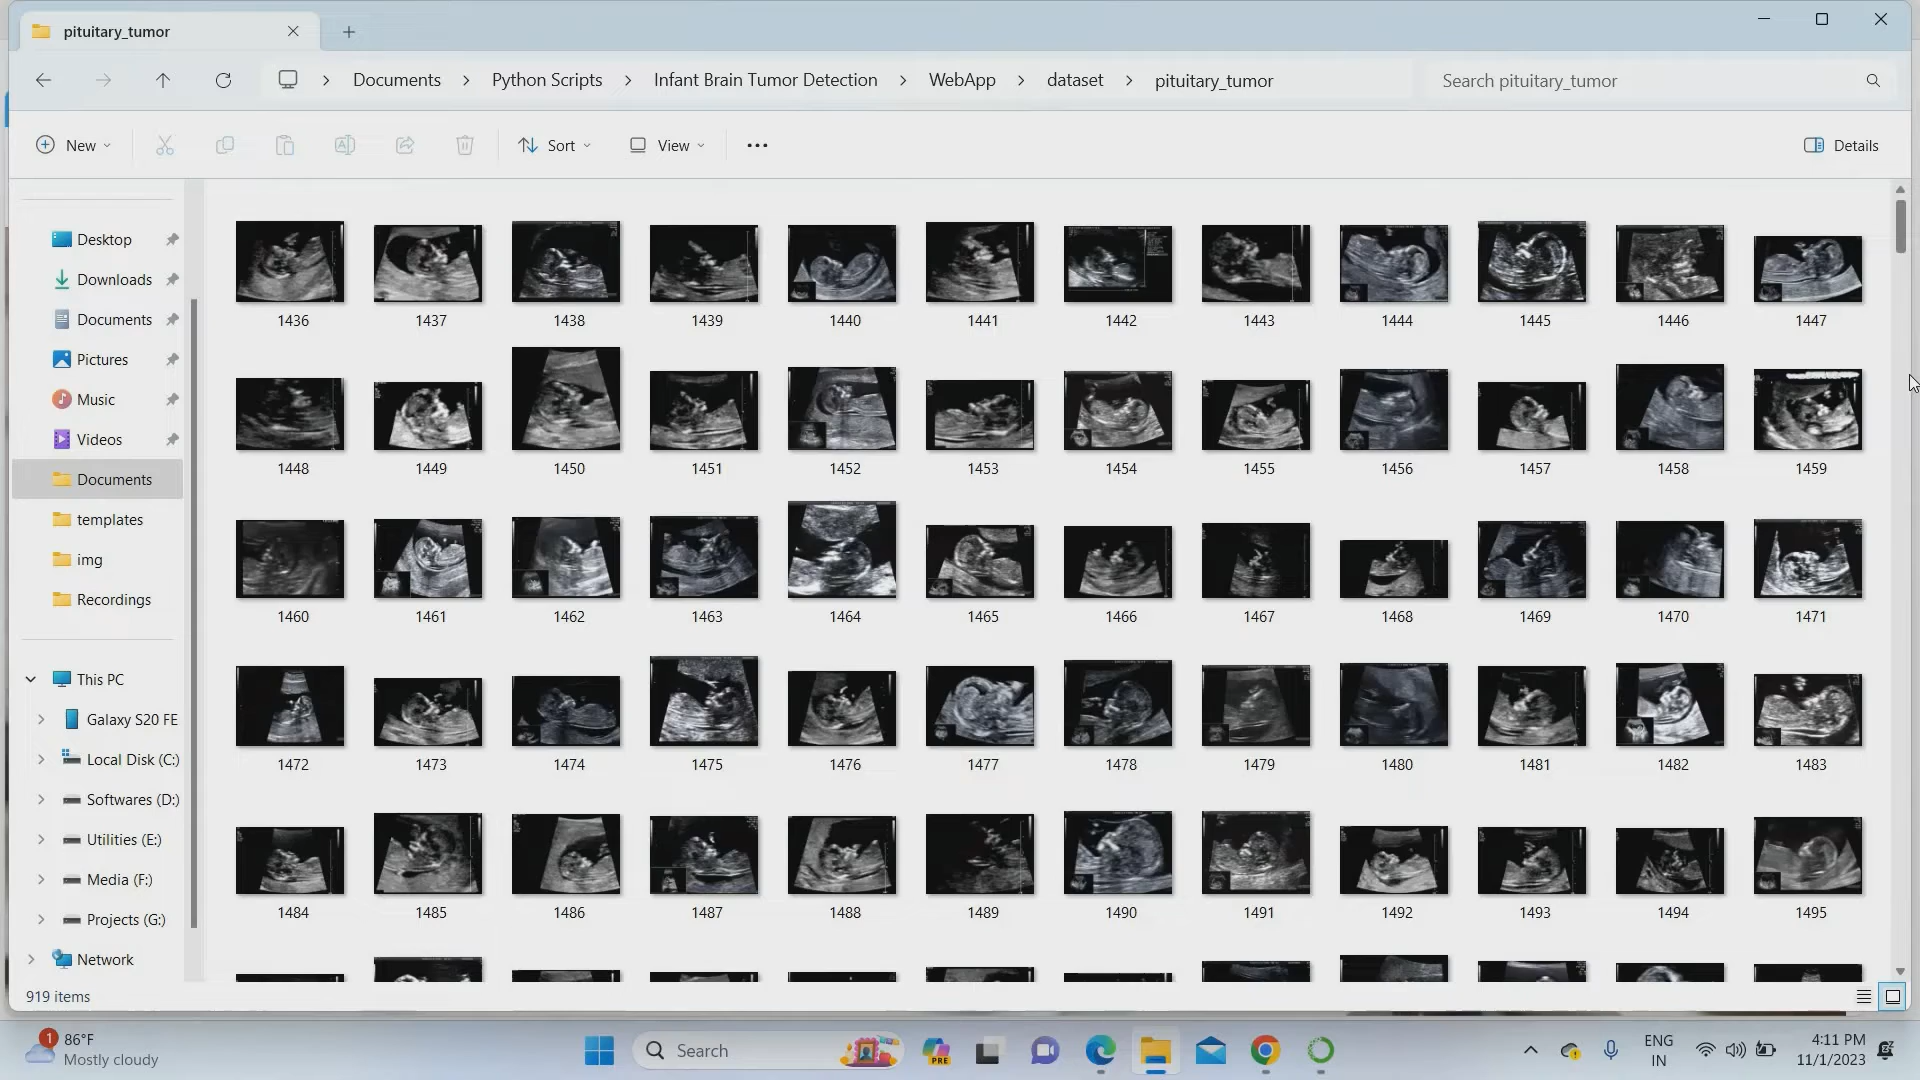 pituitary_tumor
Documents > Python Scripts > Infant Brain Tumor Detection > WebApp > dataset > pituitary_tumor
Search pituitary_tumor
New
Sort
View
Details
Desktop
Downloads
Documents
Pictures
Music
Videos
Documents
templates
img
Recordings
This PC
Galaxy S20 FE
Local Disk (C:)
Softwares (D:)
Utilities (E:)
Media (F:)
Projects (G:)
Network
1436 1437 1438 1439 1440 1441 1442 1443 1444 1445 1446 1447
1448 1449 1450 1451 1452 1453 1454 1455 1456 1457 1458 1459
1460 1461 1462 1463 1464 1465 1466 1467 1468 1469 1470 1471
1472 1473 1474 1475 1476 1477 1478 1479 1480 1481 1482 1483
1484 1485 1486 1487 1488 1489 1490 1491 1492 1493 1494 1495
919 items
1
86°F
Mostly cloudy
Search
PRE
ENG
IN
4:11 PM
11/1/2023